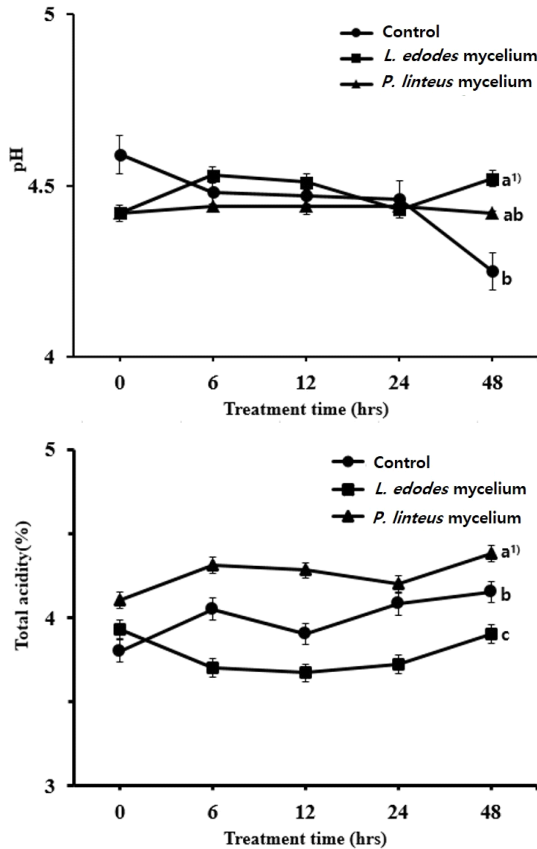 5
Control
L. edodes mycelium
P. linteus mycelium
pH
4.5
a1)
ab
b
4
0 6 12 24 48
Treatment time (hrs)
5
Control
L. edodes mycelium
P. linteus mycelium
a1)
Total acidity(%)
b
4
c
3
0 6 12 24 48
Treatment time (hrs)